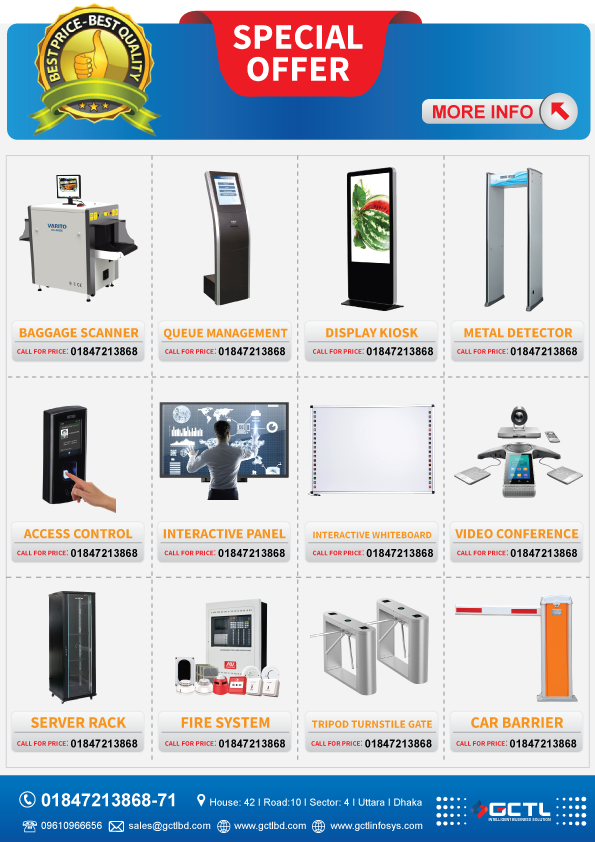 BEST PRICE - BEST QUALITY
SPECIAL
OFFER
MORE INFO
VARITO
BAGGAGE SCANNER
CALL FOR PRICE: 01847213868
QUEUE MANAGEMENT
CALL FOR PRICE: 01847213868
DISPLAY KIOSK
CALL FOR PRICE: 01847213868
METAL DETECTOR
CALL FOR PRICE: 01847213868
ACCESS CONTROL
CALL FOR PRICE: 01847213868
INTERACTIVE PANEL
CALL FOR PRICE: 01847213868
INTERACTIVE WHITEBOARD
CALL FOR PRICE: 01847213868
VIDEO CONFERENCE
CALL FOR PRICE: 01847213868
SERVER RACK
CALL FOR PRICE: 01847213868
FIRE SYSTEM
CALL FOR PRICE: 01847213868
TRIPOD TURNSTILE GATE
CALL FOR PRICE: 01847213868
CAR BARRIER
CALL FOR PRICE: 01847213868
01847213868-71
House: 42 I Road:10 I Sector: 4 I Uttara I Dhaka
GCTL
INTELLIGENT BUSINESS SOLUTION
09610966656
sales@gctlbd.com
www.gctlbd.com
www.gctlinfosys.com